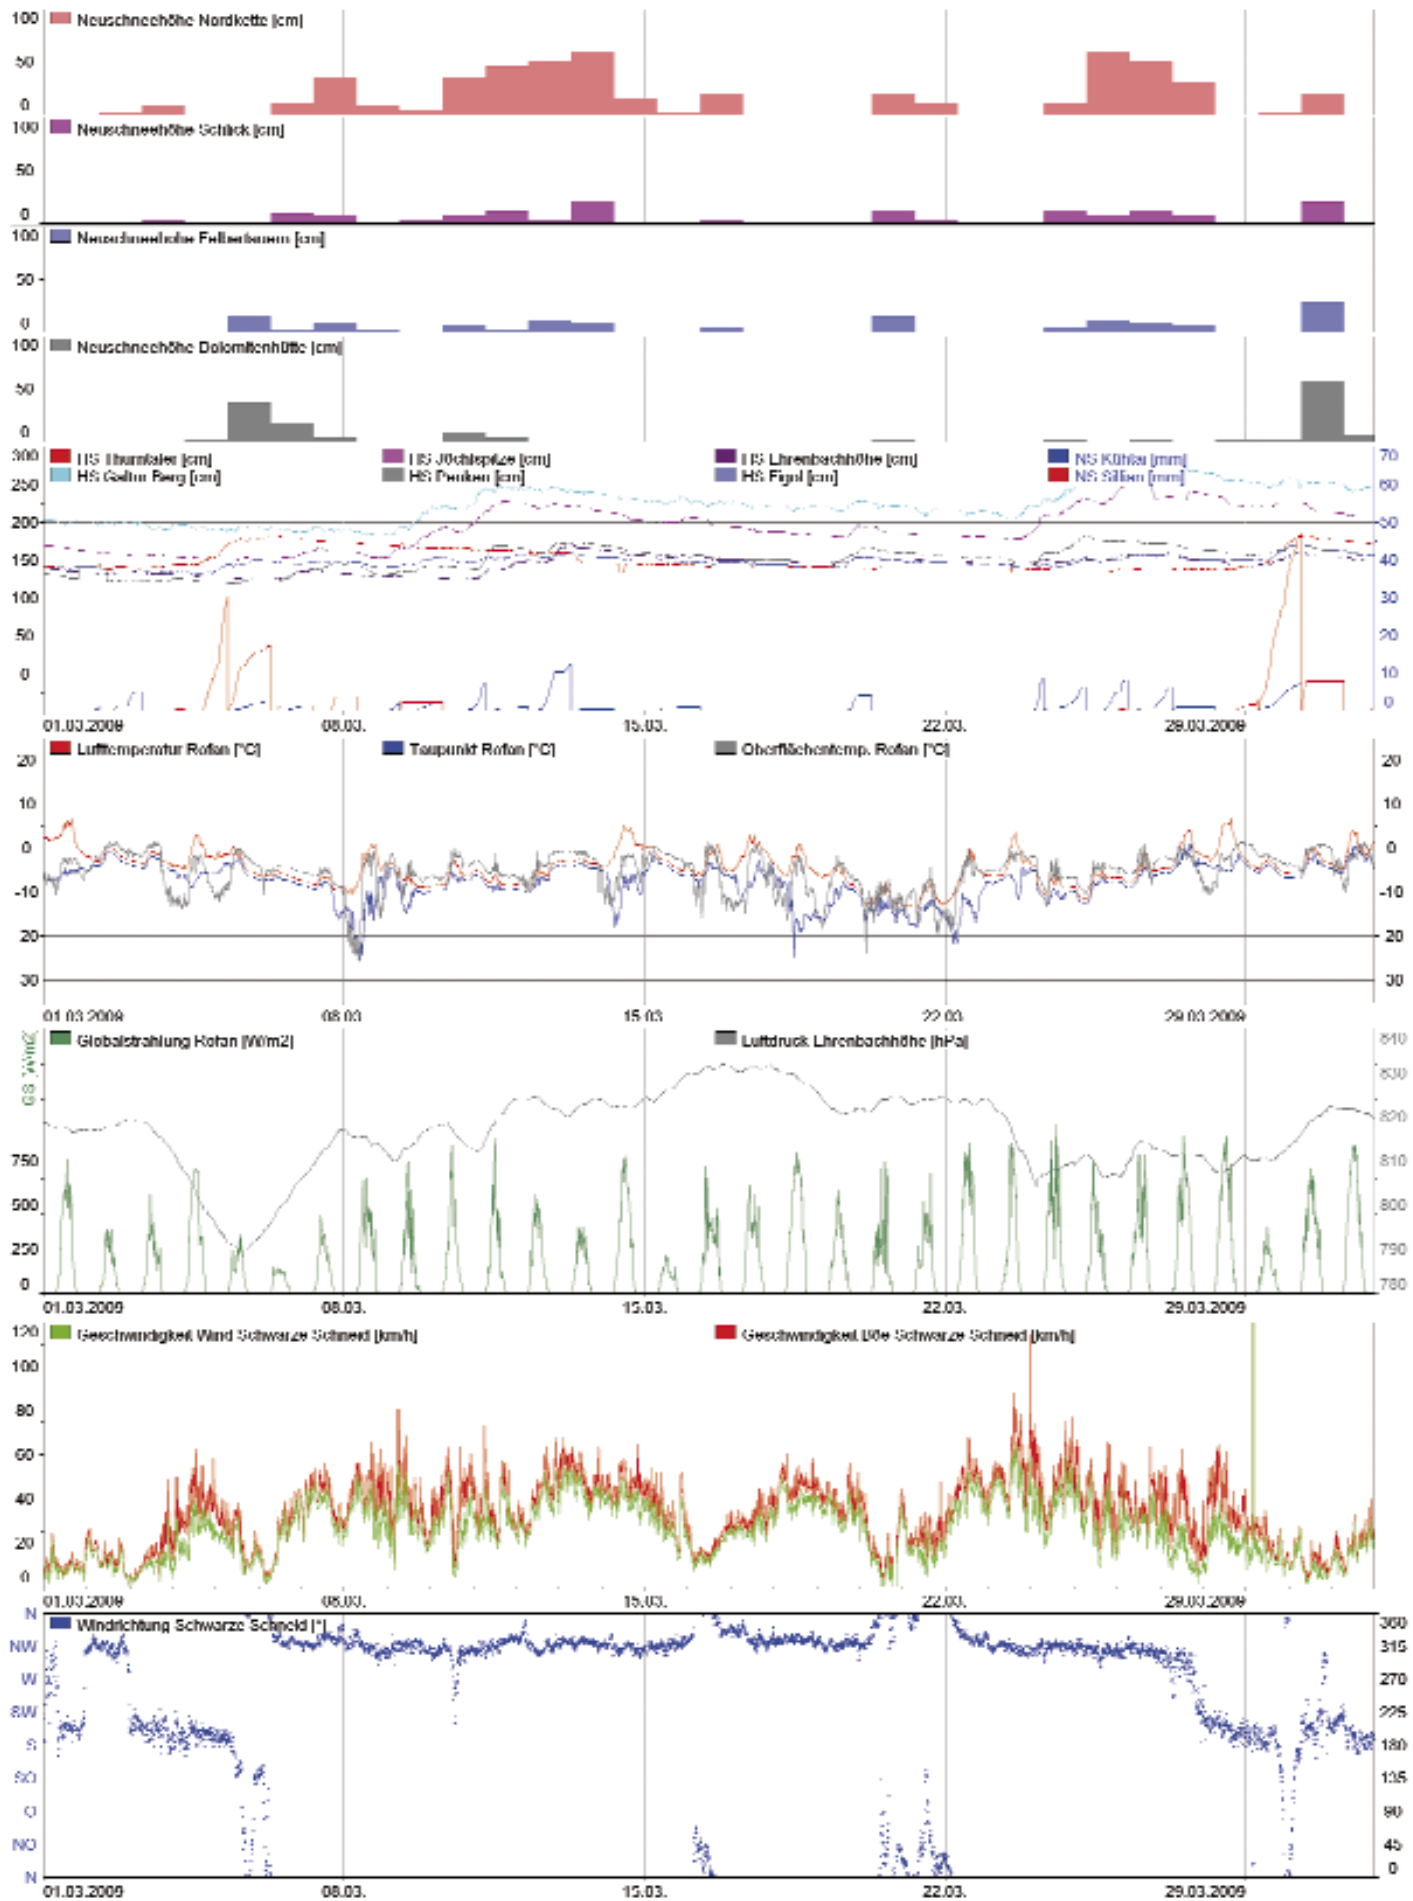 100
Neuschneehöhe Nordkette [cm]
50
0
100
Neuschneehöhe Schlick [cm]
50
0
100
Neuschneehöhe Felbertauern [cm]
50
0
100
Neuschneehöhe Dolomitenhütte [cm]
50
0
300 HS Thurntaler [cm] HS Jöchlspitze [cm] HS Ehrenbachhöhe [cm] NS Kühtai [mm] 70
250 HS Galtür Berg [cm] HS Penken [cm] HS Figol [cm] NS Sillian [mm] 60
200 50
150 40
100 30
50 20
0 10
0
01.03.2009 08.03. 15.03. 22.03. 29.03.2009
Lufttemperatur Rofan [°C] Taupunkt Rofan [°C] Oberflächentemp. Rofan [°C]
20 20
10 10
0 0
-10 -10
20 20
30 30
01.03.2009 08.03. 15.03. 22.03. 29.03.2009
Globalstrahlung Rofan [W/m2] Luftdruck Ehrenbachhöhe [hPa] 840
830
820
750 810
500 800
250 790
0 780
01.03.2009 08.03. 15.03. 22.03. 29.03.2009
120 Geschwindigkeit Wind Schwarze Schneid [km/h] Geschwindigkeit Böe Schwarze Schneid [km/h]
100
80
60
40
20
0
01.03.2009 08.03. 15.03. 22.03. 29.03.2009
N Windrichtung Schwarze Schneid [°] 360
NW 315
W 270
SW 225
S 180
SO 135
O 90
NO 45
N 0
01.03.2009 08.03. 15.03. 22.03. 29.03.2009